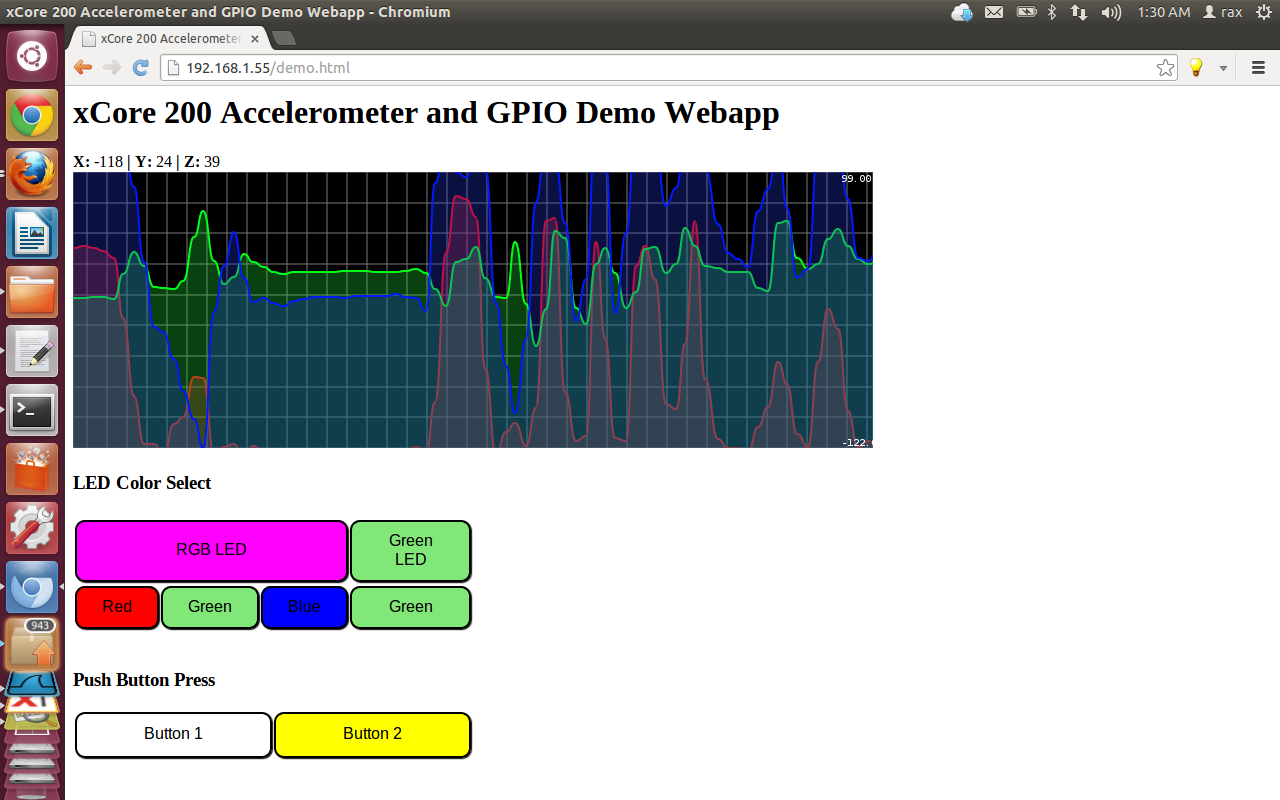 xCore 200 Accelerometer and GPIO Demo Webapp - Chromium
1:30 AM rax
xCore 200 Accelerometer
192.168.1.55/demo.html
xCore 200 Accelerometer and GPIO Demo Webapp
X: -118 | Y: 24 | Z: 39
99.00
-122.
LED Color Select
RGB LED
Green
LED
Red Green Blue Green
943
Push Button Press
Button 1 Button 2